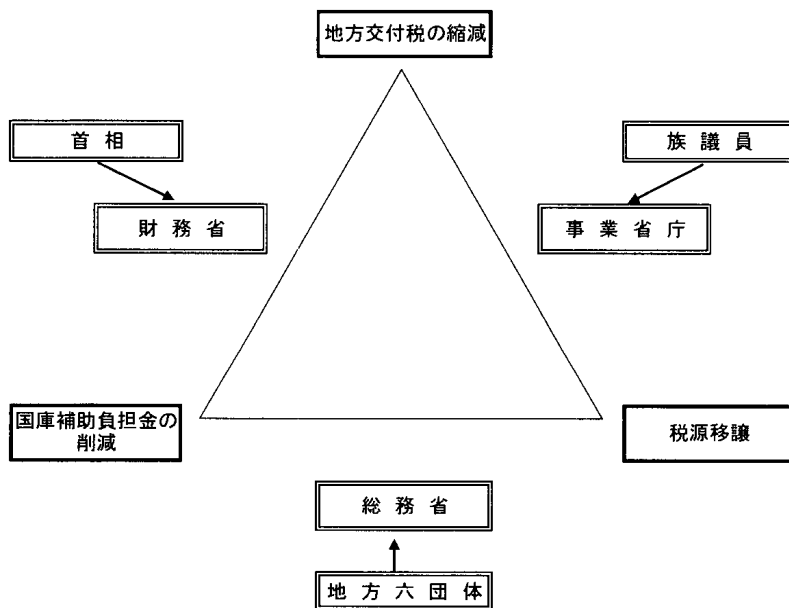 地方交付税の縮減
首相
族議員
財務省
事業省庁
国庫補助負担金の
削減
税源移譲
総務省
地方六団体